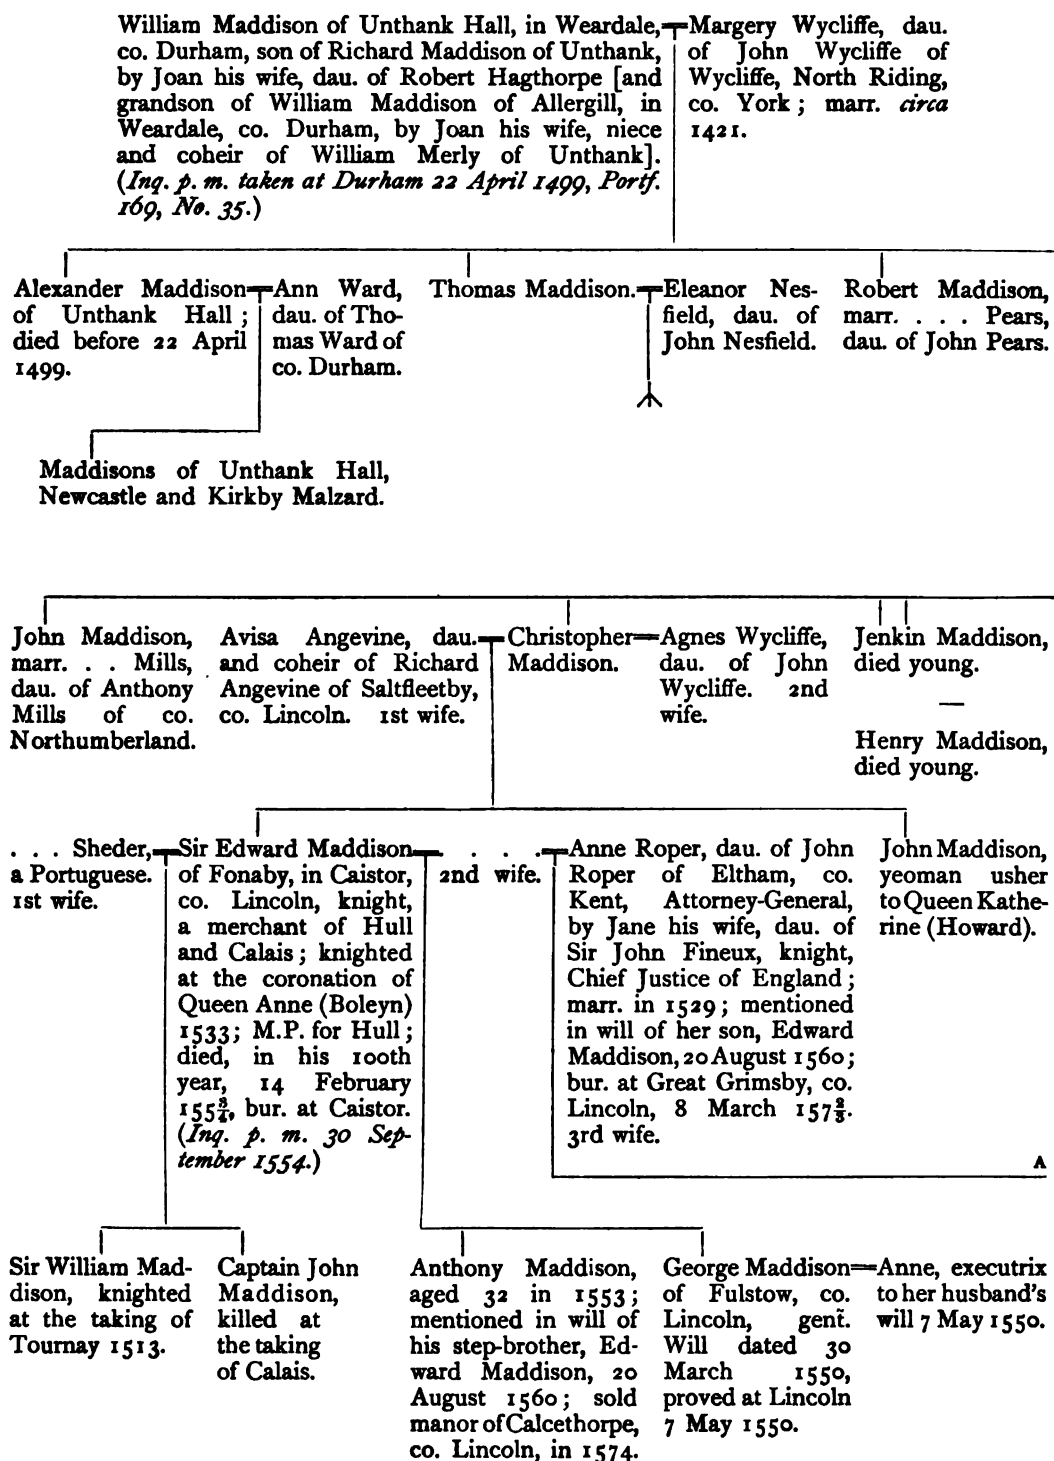 William Maddison of Unthank Hall, in Weardale,
co. Durham, son of Richard Maddison of Unthank,
by Joan his wife, dau. of Robert Hagthorpe [and
grandson of William Maddison of Allergill, in
Weardale, co. Durham, by Joan his wife, niece
and coheir of William Merly of Unthank].
(Inq. p. m. taken at Durham 22 April 1499, Portf.
169, No. 35.)
Margery Wycliffe, dau.
of John Wycliffe of
Wycliffe, North Riding,
co. York; marr. circa
1421.
Alexander Maddison
of Unthank Hall;
died before 22 April
1499.
Ann Ward,
dau. of Tho-
mas Ward of
co. Durham.
Thomas Maddison.
Eleanor Nes-
field, dau. of
John Nesfield.
Robert Maddison,
marr. . . . Pears,
dau. of John Pears.
Maddisons of Unthank Hall,
Newcastle and Kirkby Malzard.
John Maddison,
marr. . . Mills,
dau. of Anthony
Mills of co.
Northumberland.
Avisa Angevine, dau.
and coheir of Richard
Angevine of Saltfleetby,
co. Lincoln. 1st wife.
Christopher
Maddison.
Agnes Wycliffe,
dau. of John
Wycliffe. 2nd
wife.
Jenkin Maddison,
died young.
—
Henry Maddison,
died young.
. . . Sheder,
a Portuguese.
1st wife.
Sir Edward Maddison
of Fonaby, in Caistor,
co. Lincoln, knight,
a merchant of Hull
and Calais; knighted
at the coronation of
Queen Anne (Boleyn)
1533; M.P. for Hull;
died, in his 100th
year, 14 February
155¾, bur. at Caistor.
(Inq. p. m. 30 Sep-
tember 1554.)
. . . .
2nd wife.
Anne Roper, dau. of John
Roper of Eltham, co.
Kent, Attorney-General,
by Jane his wife, dau. of
Sir John Fineux, knight,
Chief Justice of England;
marr. in 1529; mentioned
in will of her son, Edward
Maddison, 20 August 1560;
bur. at Great Grimsby, co.
Lincoln, 8 March 157⅔.
3rd wife.
John Maddison,
yeoman usher
to Queen Kathe-
rine (Howard).
A
Sir William Mad-
dison, knighted
at the taking of
Tournay 1513.
Captain John
Maddison,
killed at
the taking
of Calais.
Anthony Maddison,
aged 32 in 1553;
mentioned in will of
his step-brother, Ed-
ward Maddison, 20
August 1560; sold
manor of Calcethorpe,
co. Lincoln, in 1574.
George Maddison
of Fulstow, co.
Lincoln, gent̃.
Will dated 30
March 1550,
proved at Lincoln
7 May 1550.
Anne, executrix
to her husband's
will 7 May 1550.